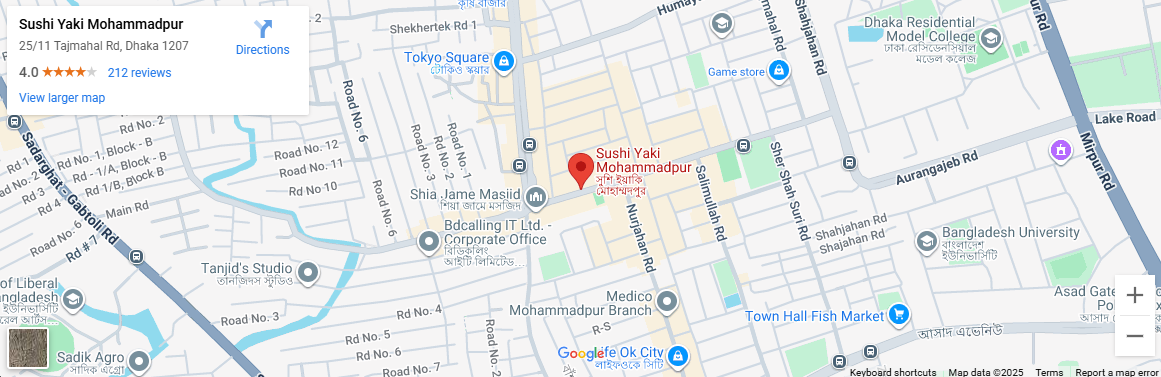 Sushi Yaki Mohammadpur
25/11 Tajmahal Rd, Dhaka 1207
4.0
212 reviews
View larger map
Directions
কৃষি বাজার
Shekhertek Rd 1
Tokyo Square
টোকিও স্কয়ার
Game store
Dhaka Residential
Model College
ঢাকা রেসিডেনসিয়াল
মডেল কলেজ
Shahjahan Rd
Mirpur Rd
Lake Road
Aurangajeb Rd
Sadarghat - Gabtoli Rd
Rd No. 2
Rd No. 1, Block - B
Rd - 1/A, Block - B
Rd 1/B, Block B
Main Rd
Road No. 6
Rd # 7
Road No. 12
Road No. 11
Rd No 10
Road No. 6
Road No. 3
Road No. 2
Road No. 1
Sushi Yaki
Mohammadpur
সুশি ইয়াকি
মোহাম্মদপুর
Shia Jame Masjid
শিয়া জামে মসজিদ
Bdcalling IT Ltd. -
Corporate Office
বিডিকলিং
আইটি লিমিটেড...
Nurjahan Rd
Salimullah Rd
Sher Shah Suri Rd
Shahjahan Rd
Shajahan Rd
Bangladesh University
বাংলাদেশ
ইউনিভার্সিটি
Tanjid's Studio
তানজিদস স্টুডিও
of Liberal
ইউনিভার্সিটি
Road No. 3
Road No. 4
Road No. 5
Road No. 7
Road No. 2
Sadik Agro
সাদিক এগ্রো
Medico
Mohammadpur Branch
R-S
Google
Life Ok City
লাইফওকে সিটি
Town Hall Fish Market
আসাদ এভেনিউ
Asad Gate
Keyboard shortcuts
Map data ©2025
Terms
Report a map error